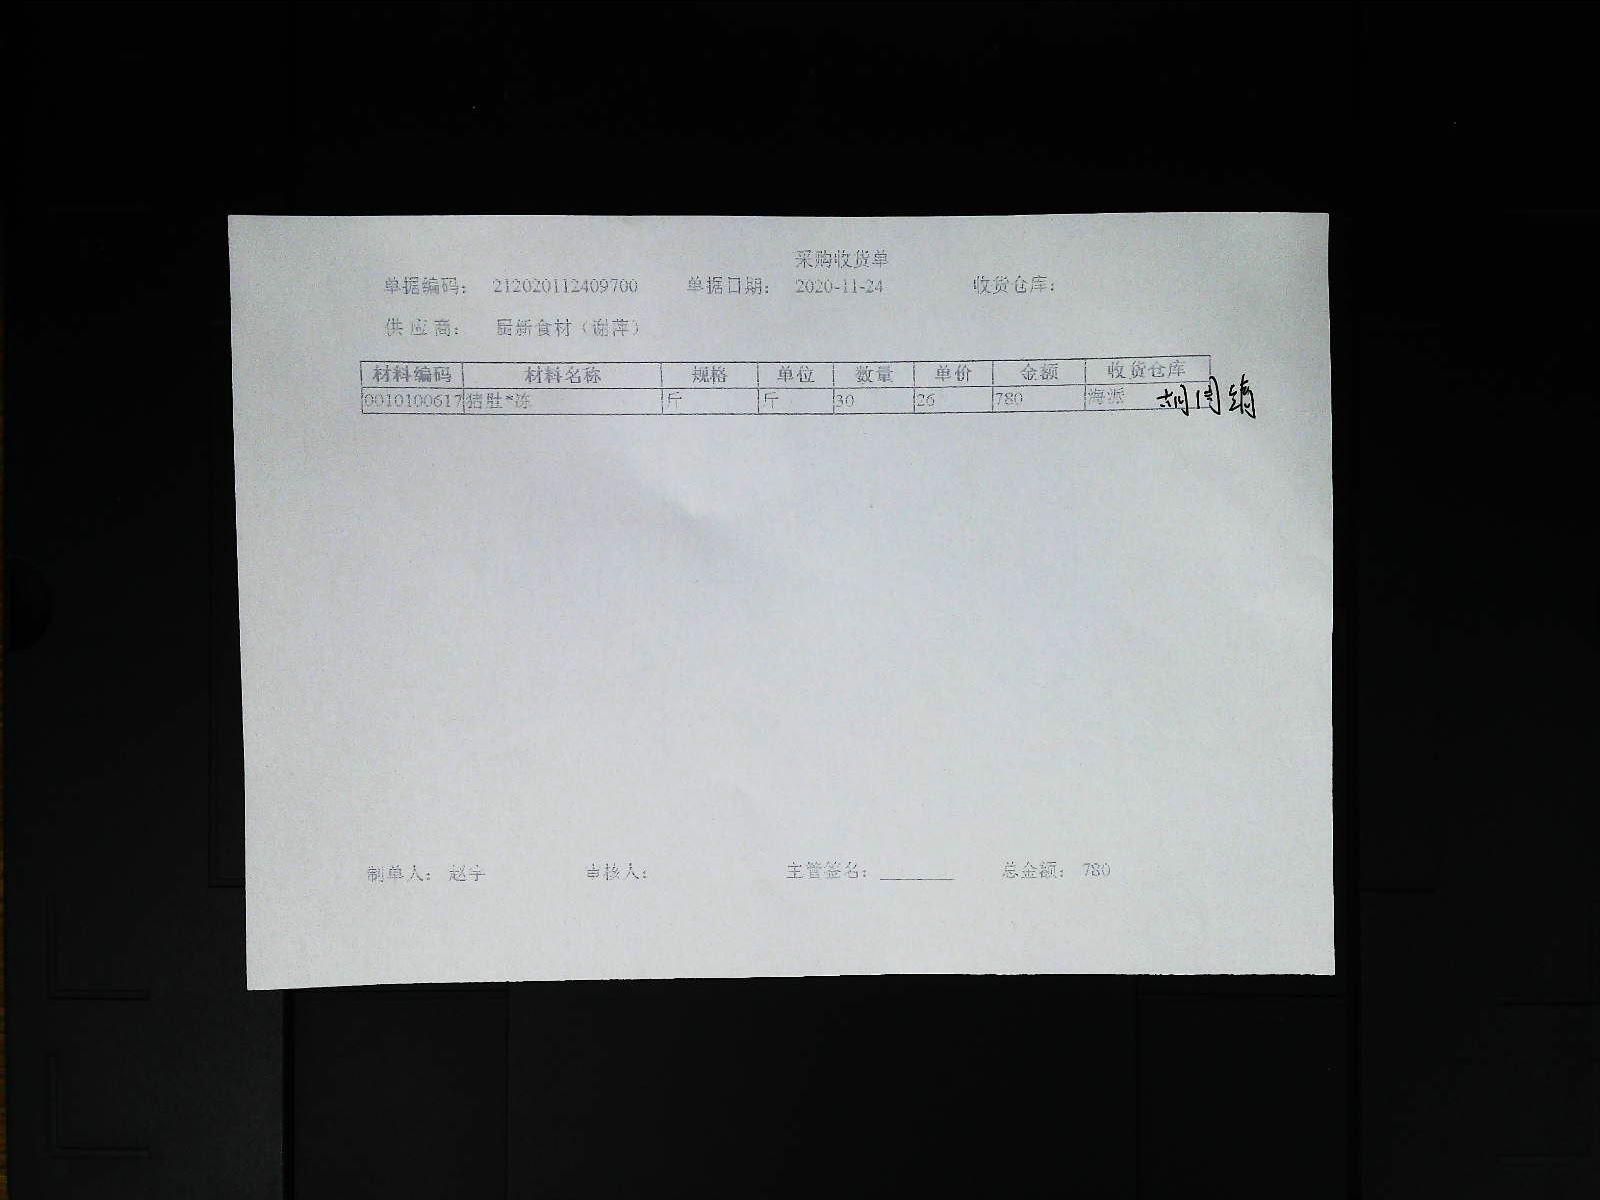 采购收货单
单据编码: 212020112409700 单据日期: 2020-11-24 收货仓库:
供应商: 新食材(谢萍)
材料编码 材料名称 规格 单位 数量 单价 金额 收货仓库
0010100617 猪肚*冻 斤 斤 30 26 780 海派
制单人: 赵宇 审核人: 主管签名: ________ 总金额: 780